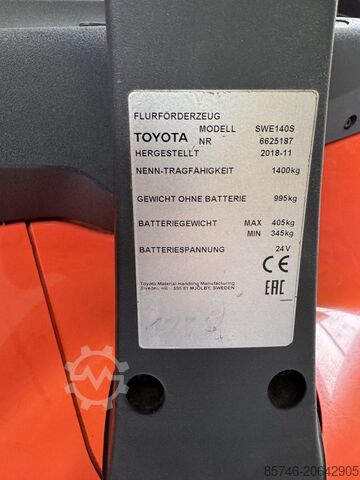 FLURFÖRDERZEUG
TOYOTA MODELL SWE140S
NR 6625187
HERGESTELLT 2018-11
NENN-TRAGFÄHIGKEIT 1400kg
GEWICHT OHNE BATTERIE 995kg
BATTERIEGEWICHT MAX 405kg
MIN 345kg
BATTERIESPANNUNG 24V
CE
Toyota Material Handling Manufacturing
Sweden AB 595 81 MJÖLBY, SWEDEN
EAC
85746-20642905